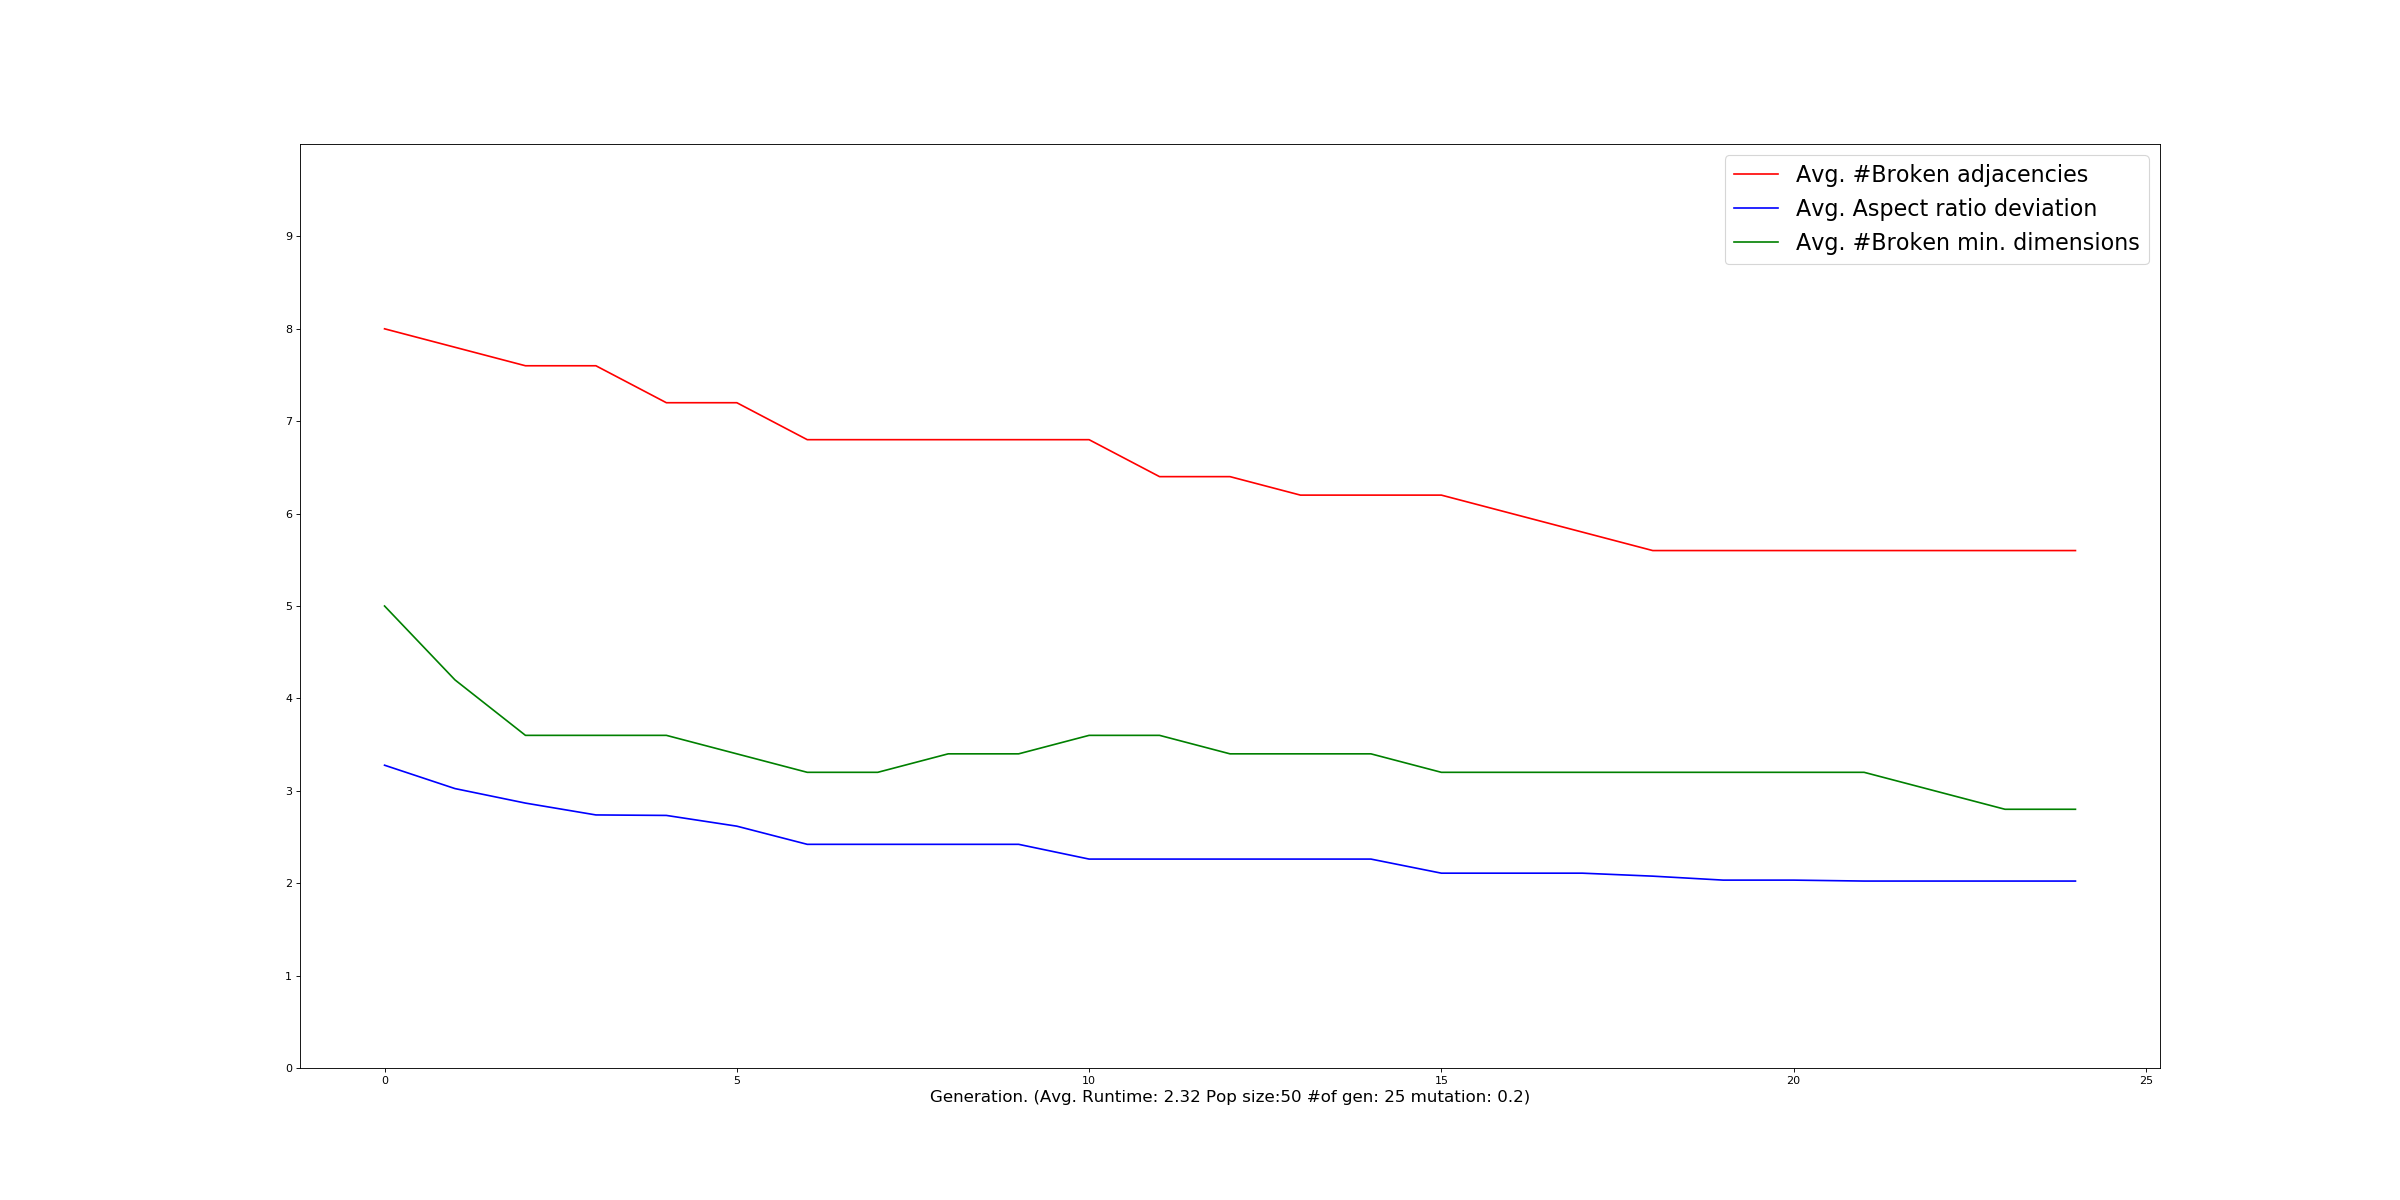 Avg. #Broken adjacencies
Avg. Aspect ratio deviation
Avg. #Broken min. dimensions
9
8
7
6
5
4
3
2
1
0
0 5 10 15 20 25
Generation. (Avg. Runtime: 2.32 Pop size:50 #of gen: 25 mutation: 0.2)